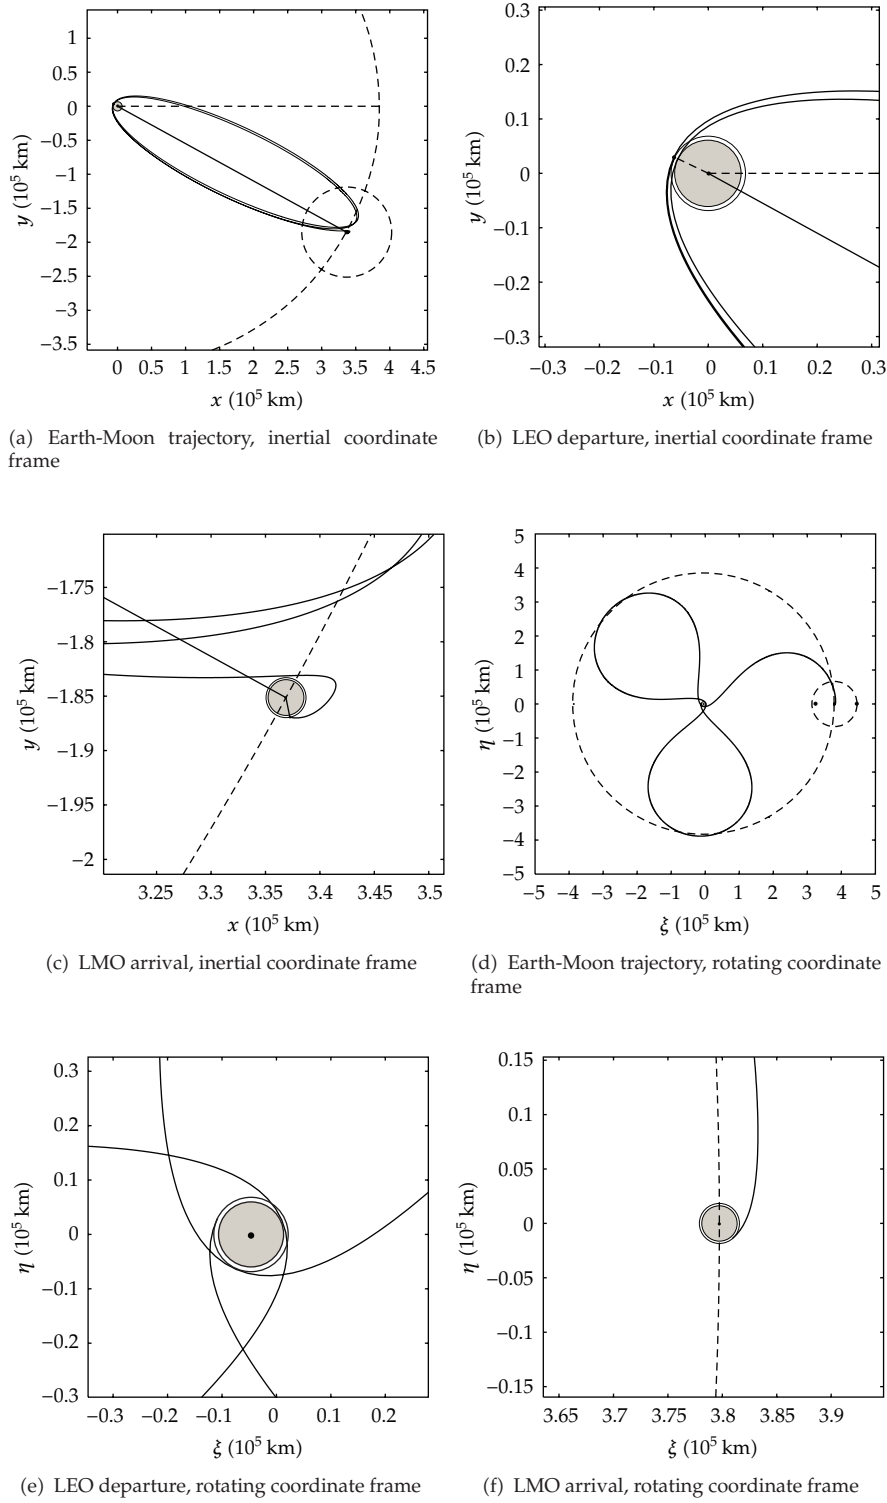 1
0.5
0
−0.5
−1
−1.5
−2
−2.5
−3
−3.5
y (10⁵ km)
0 0.5 1 1.5 2 2.5 3 3.5 4 4.5
x (10⁵ km)
(a) Earth-Moon trajectory, inertial coordinate
frame
0.3
0.2
0.1
0
−0.1
−0.2
−0.3
y (10⁵ km)
−0.3 −0.2 −0.1 0 0.1 0.2 0.3
x (10⁵ km)
(b) LEO departure, inertial coordinate frame
−1.75
−1.8
−1.85
−1.9
−1.95
−2
y (10⁵ km)
3.25 3.3 3.35 3.4 3.45 3.5
x (10⁵ km)
(c) LMO arrival, inertial coordinate frame
5
4
3
2
1
0
−1
−2
−3
−4
−5
η (10⁵ km)
−5 −4 −3 −2 −1 0 1 2 3 4 5
ξ (10⁵ km)
(d) Earth-Moon trajectory, rotating coordinate
frame
0.3
0.2
0.1
0
−0.1
−0.2
−0.3
η (10⁵ km)
−0.3 −0.2 −0.1 0 0.1 0.2
ξ (10⁵ km)
(e) LEO departure, rotating coordinate frame
0.15
0.1
0.05
0
−0.05
−0.1
−0.15
η (10⁵ km)
3.65 3.7 3.75 3.8 3.85 3.9
ξ (10⁵ km)
(f) LMO arrival, rotating coordinate frame